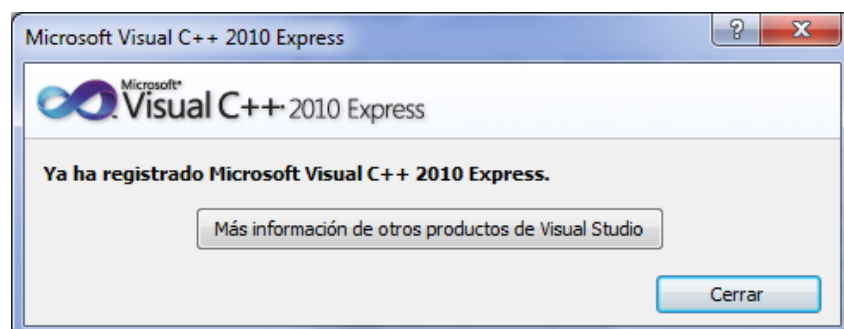 Microsoft Visual C++ 2010 Express
Microsoft®
Visual C++ 2010 Express
Ya ha registrado Microsoft Visual C++ 2010 Express.
Más información de otros productos de Visual Studio
Cerrar